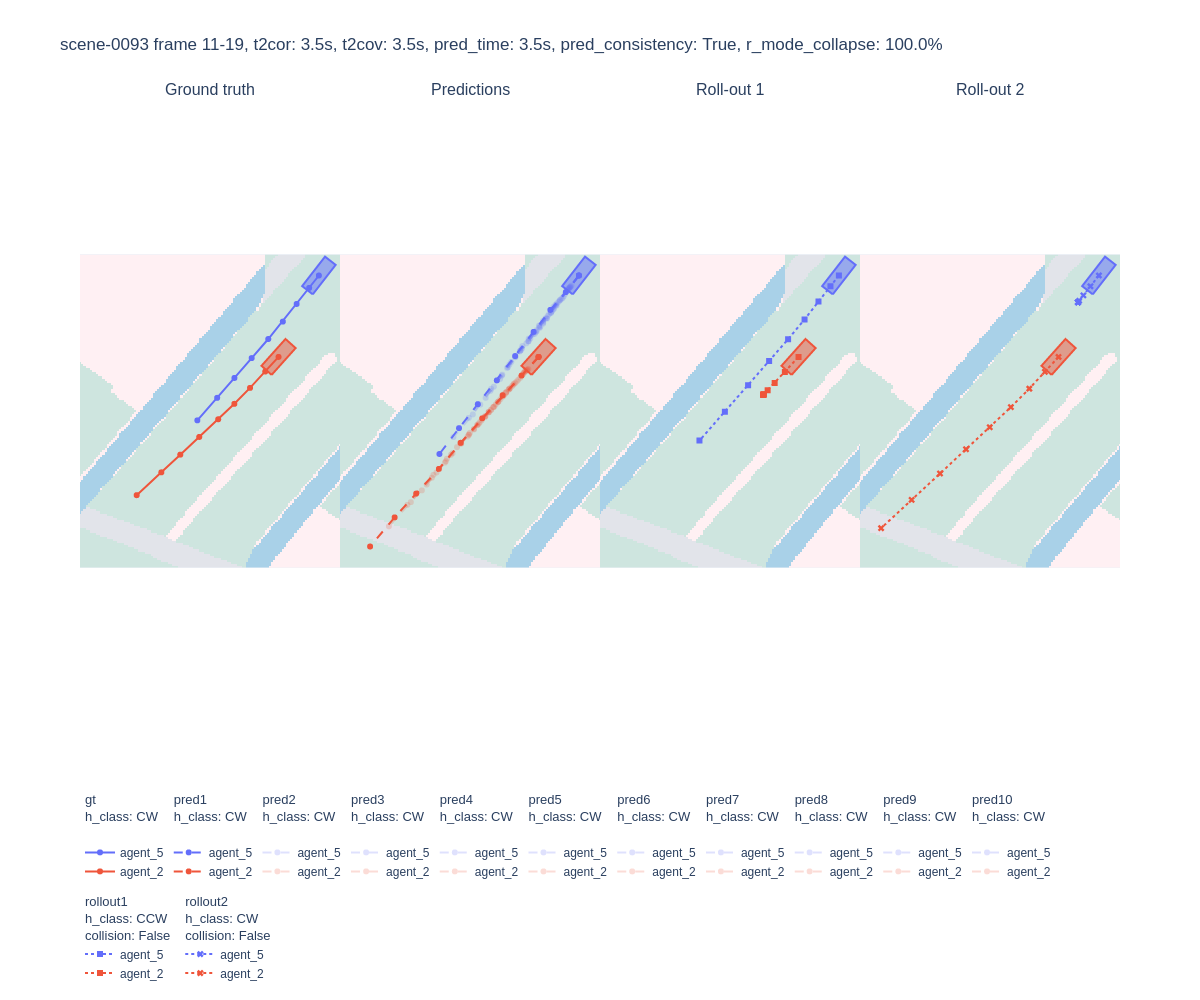 scene-0093 frame 11-19, t2cor: 3.5s, t2cov: 3.5s, pred_time: 3.5s, pred_consistency: True, r_mode_collapse: 100.0%
Ground truth Predictions Roll-out 1 Roll-out 2
gt pred1 pred2 pred3 pred4 pred5 pred6 pred7 pred8 pred9 pred10
h_class: CW h_class: CW h_class: CW h_class: CW h_class: CW h_class: CW h_class: CW h_class: CW h_class: CW h_class: CW h_class: CW
agent_5 agent_5 agent_5 agent_5 agent_5 agent_5 agent_5 agent_5 agent_5 agent_5 agent_5
agent_2 agent_2 agent_2 agent_2 agent_2 agent_2 agent_2 agent_2 agent_2 agent_2 agent_2
rollout1 rollout2
h_class: CCW h_class: CW
collision: False collision: False
agent_5 agent_5
agent_2 agent_2